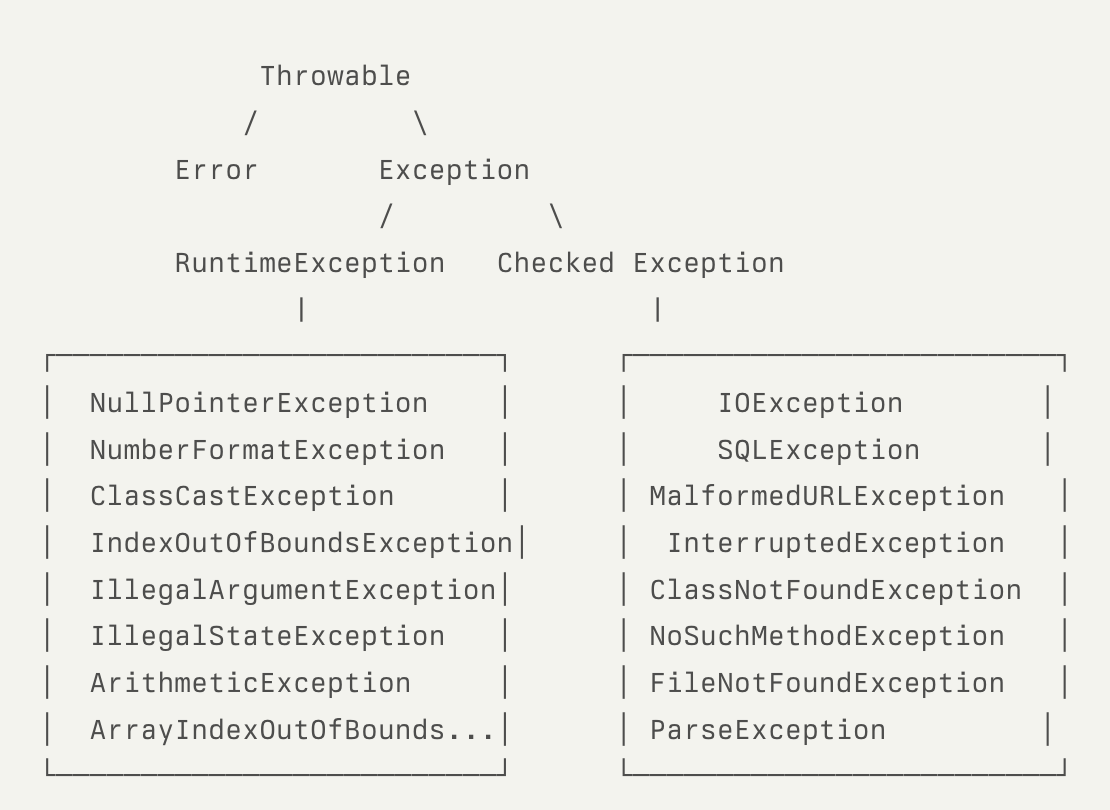 Throwable
/ \
Error Exception
/ \
RuntimeException Checked Exception
| |
┌──────────────────────────┐ ┌─────────────────────────┐
│ NullPointerException │ │ IOException │
│ NumberFormatException │ │ SQLException │
│ ClassCastException │ │ MalformedURLException │
│ IndexOutOfBoundsException│ │ InterruptedException │
│ IllegalArgumentException│ │ ClassNotFoundException │
│ IllegalStateException │ │ NoSuchMethodException │
│ ArithmeticException │ │ FileNotFoundException │
│ ArrayIndexOutOfBounds...│ │ ParseException │
└──────────────────────────┘ └─────────────────────────┘